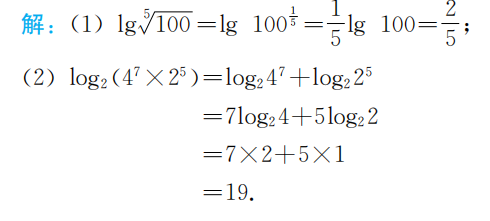 解：（1）lg⁵√100＝lg 100^{1/5}＝1/5 lg 100＝2/5；
（2）log₂(4⁷×2⁵)＝log₂4⁷＋log₂2⁵
＝7log₂4＋5log₂2
＝7×2＋5×1
＝19.